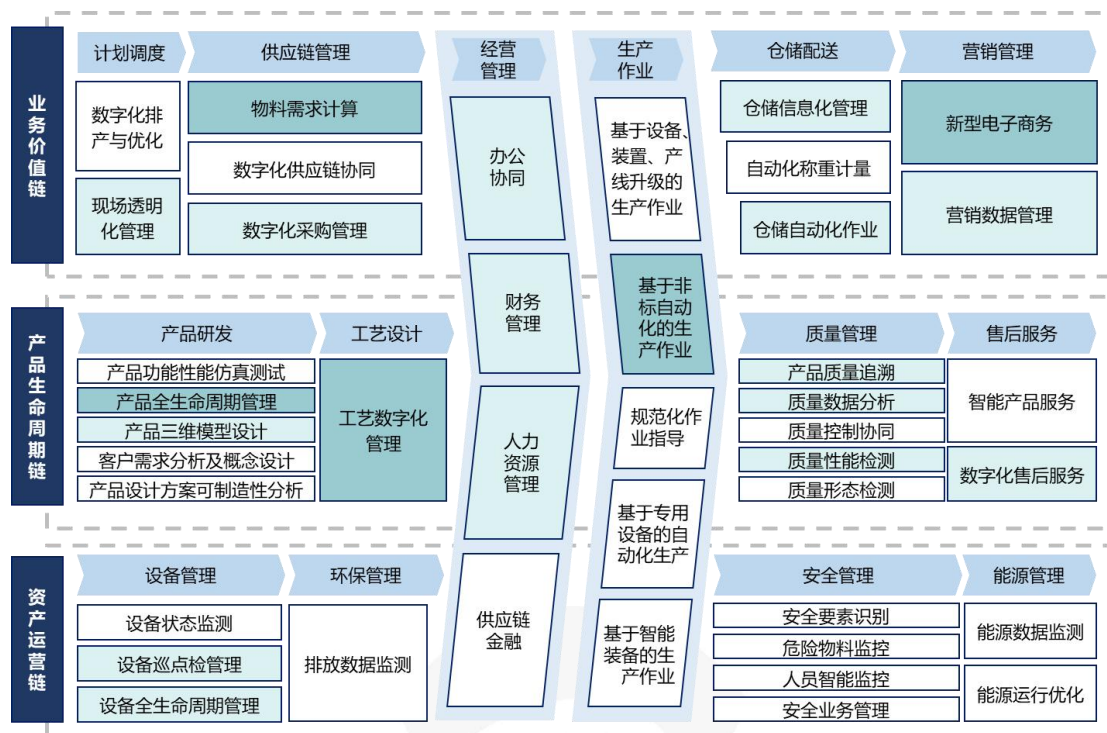 业务价值链
计划调度
供应链管理
经营
管理
生产
作业
仓储配送
营销管理
数字化排
产与优化
现场透明
化管理
物料需求计算
数字化供应链协同
数字化采购管理
办公
协同
基于设备、
装置、产
线升级的
生产作业
仓储信息化管理
自动化称重计量
仓储自动化作业
新型电子商务
营销数据管理
产品生命周期链
产品研发
工艺设计
产品功能性能仿真测试
产品全生命周期管理
产品三维模型设计
客户需求分析及概念设计
产品设计方案可制造性分析
工艺数字化
管理
财务
管理
人力
资源
管理
基于非
标自动
化的生
产作业
规范化作
业指导
基于专用
设备的自
动化生产
质量管理
售后服务
产品质量追溯
质量数据分析
质量控制协同
质量性能检测
质量形态检测
智能产品服务
数字化售后服务
资产运营链
设备管理
环保管理
设备状态监测
设备巡点检管理
设备全生命周期管理
排放数据监测
供应链
金融
基于智能
装备的生
产作业
安全管理
能源管理
安全要素识别
危险物料监控
人员智能监控
安全业务管理
能源数据监测
能源运行优化